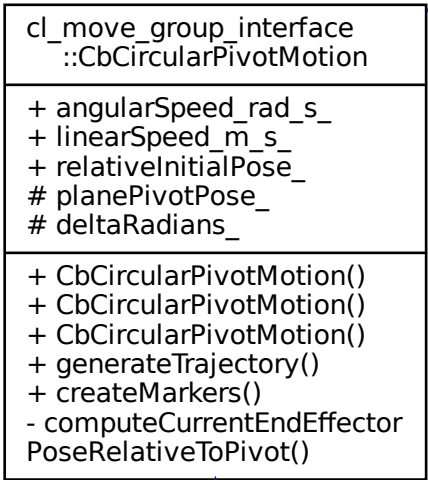 cl_move_group_interface
::CbCircularPivotMotion
+ angularSpeed_rad_s_
+ linearSpeed_m_s_
+ relativeInitialPose_
# planePivotPose_
# deltaRadians_
+ CbCircularPivotMotion()
+ CbCircularPivotMotion()
+ CbCircularPivotMotion()
+ generateTrajectory()
+ createMarkers()
- computeCurrentEndEffector
PoseRelativeToPivot()